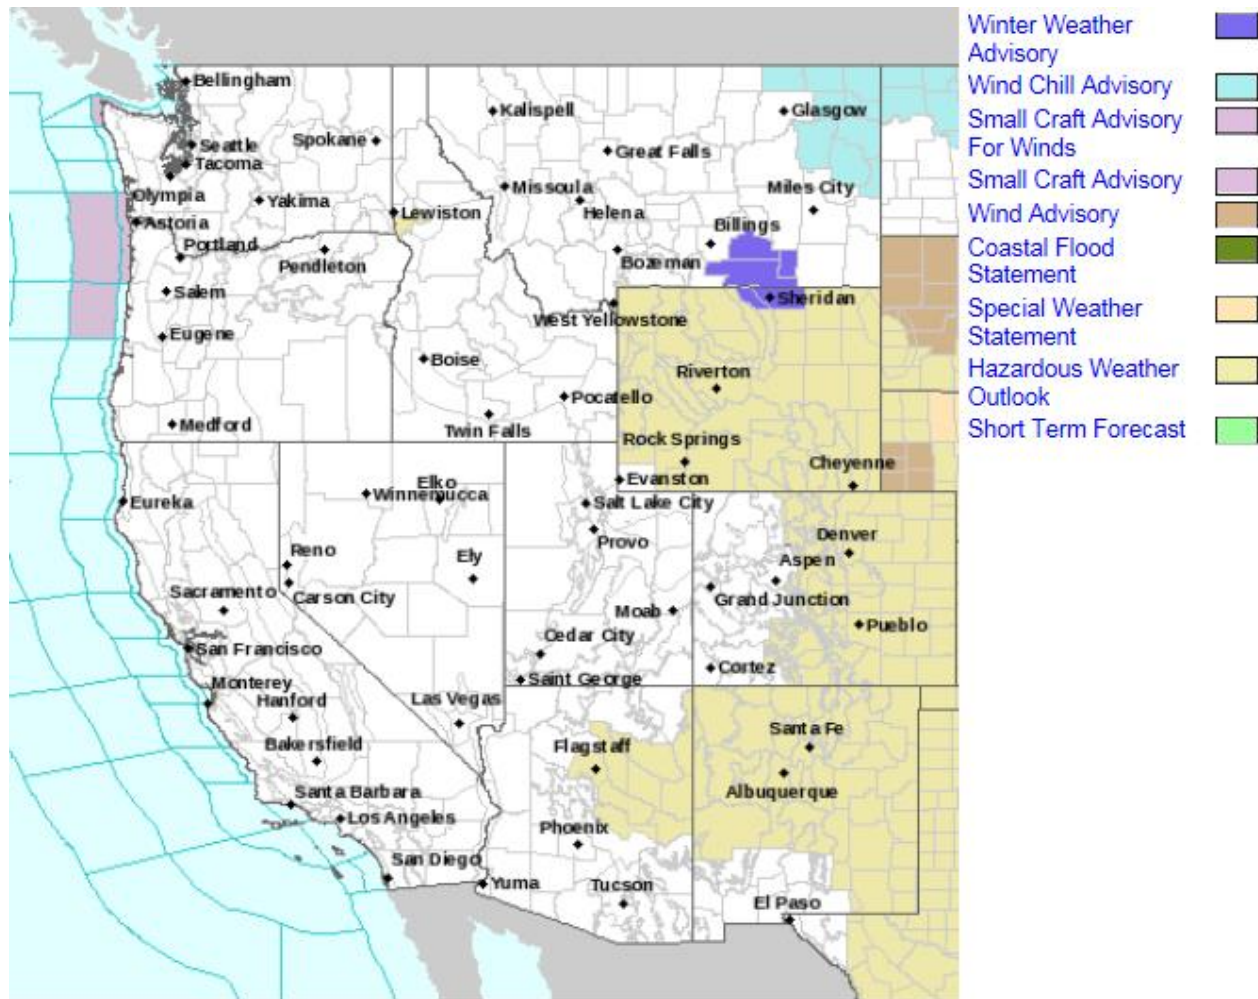 Winter Weather
Advisory
Wind Chill Advisory
Small Craft Advisory
For Winds
Small Craft Advisory
Wind Advisory
Coastal Flood
Statement
Special Weather
Statement
Hazardous Weather
Outlook
Short Term Forecast
Bellingham
Kalispell
Glasgow
Seattle
Spokane
Great Falls
Tacoma
Missoula
Miles City
Olympia
Yakima
Lewiston
Helena
Astoria
Billings
Portland
Pendleton
Bozeman
Salem
Sheridan
West Yellowstone
Eugene
Boise
Riverton
Pocatello
Medford
Twin Falls
Rock Springs
Cheyenne
Evanston
Elko
Winnemucca
Eureka
Salt Lake City
Provo
Denver
Reno
Ely
Aspen
Sacramento
Carson City
Grand Junction
Moab
Pueblo
Cedar City
San Francisco
Cortez
Saint George
Monterey
Hanford
Las Vegas
Santa Fe
Bakersfield
Flagstaff
Santa Barbara
Albuquerque
Los Angeles
Phoenix
San Diego
Yuma
Tucson
El Paso